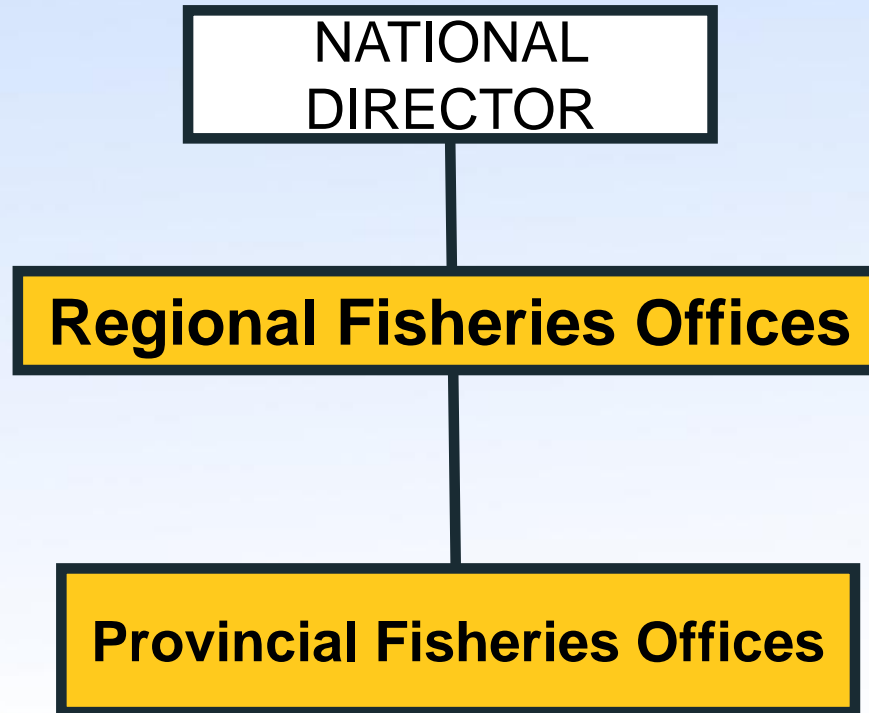 NATIONAL
DIRECTOR
Regional Fisheries Offices
Provincial Fisheries Offices